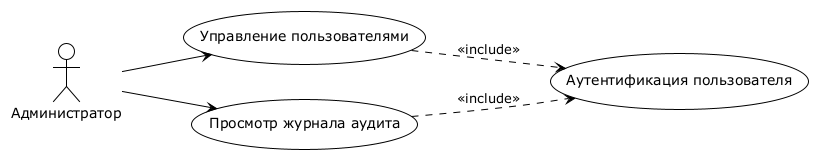 Управление пользователями
«include»
Аутентификация пользователя
Администратор
«include»
Просмотр журнала аудита